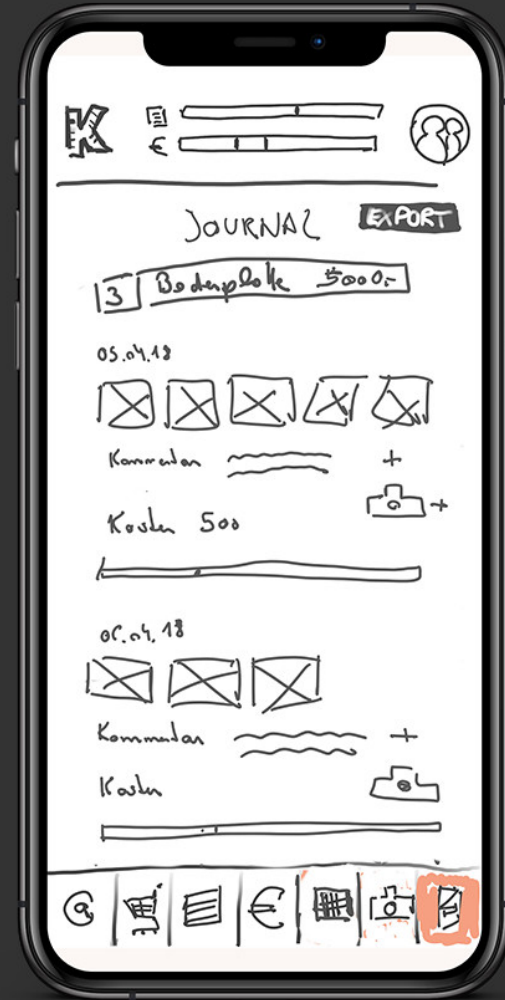 K
€
JOURNAL EXPORT
3 Bodenplatte 5000.-
05.04.18
Kommentar +
+
Kosten 500
06.04.18
Kommentar +
Kosten
@ €